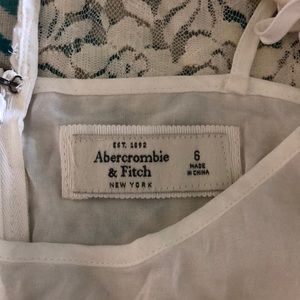 EST. 1892
Abercrombie
& Fitch
NEW YORK
6
MADE
IN CHINA